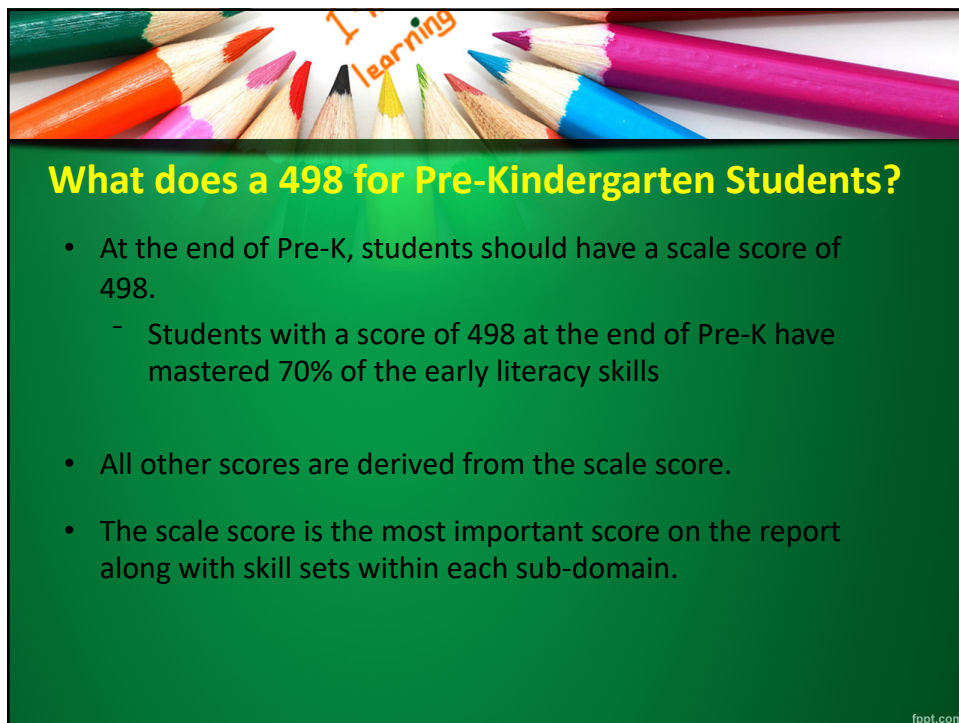 learning
What does a 498 for Pre-Kindergarten Students?
• At the end of Pre-K, students should have a scale score of
498.
– Students with a score of 498 at the end of Pre-K have
mastered 70% of the early literacy skills
• All other scores are derived from the scale score.
• The scale score is the most important score on the report
along with skill sets within each sub-domain.
fppt.com